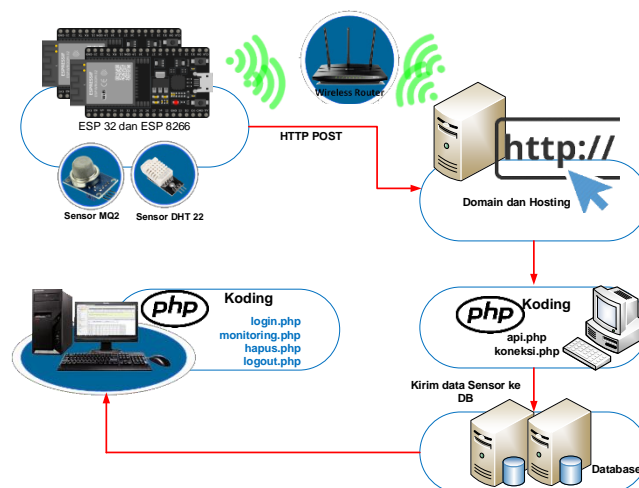 ESP 32 dan ESP 8266
Sensor MQ2
Sensor DHT 22
Wireless Router
HTTP POST
http://
Domain dan Hosting
php
Koding
api.php
koneksi.php
Kirim data Sensor ke
DB
Database
php
Koding
login.php
monitoring.php
hapus.php
logout.php